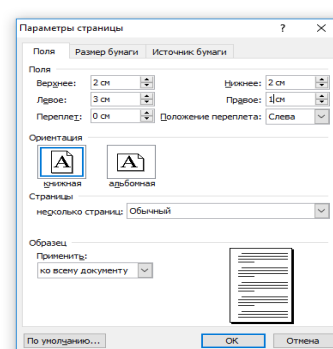 Параметры страницы ? ×
Поля Размер бумаги Источник бумаги
Поля
Верхнее: 2 см Нижнее: 2 см
Левое: 3 см Правое: 1 см
Переплет: 0 см Положение переплета: Слева
Ориентация
A A
книжная альбомная
Страницы
несколько страниц: Обычный
Образец
Применить:
ко всему документу
По умолчанию... ОК Отмена